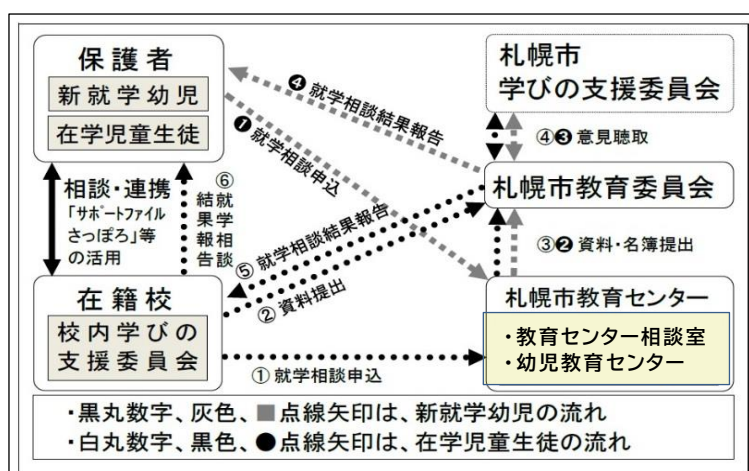 保護者
新就学幼児
在学児童生徒
札幌市
学びの支援委員会
❹ 就学相談結果報告
❶ 就学相談申込
④❸ 意見聴取
相談・連携
「サポートファイル
さっぽろ」等
の活用
⑥
就学相談
結果報告
札幌市教育委員会
⑤ 就学相談結果報告
② 資料提出
③❷ 資料・名簿提出
在籍校
校内学びの
支援委員会
① 就学相談申込
札幌市教育センター
・教育センター相談室
・幼児教育センター
・黒丸数字、灰色、■点線矢印は、新就学幼児の流れ
・白丸数字、黒色、●点線矢印は、在学児童生徒の流れ